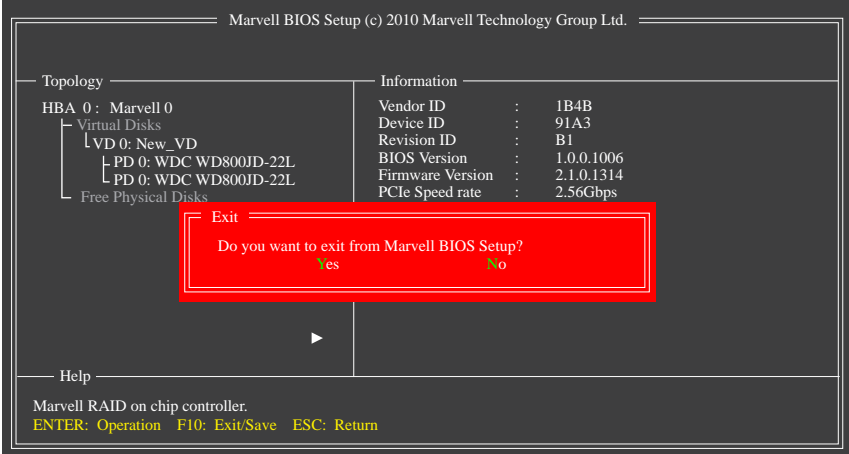 Marvell BIOS Setup (c) 2010 Marvell Technology Group Ltd.
Topology
HBA 0 : Marvell 0
Virtual Disks
VD 0: New_VD
PD 0: WDC WD800JD-22L
PD 0: WDC WD800JD-22L
Free Physical Disks
Information
Vendor ID : 1B4B
Device ID : 91A3
Revision ID : B1
BIOS Version : 1.0.0.1006
Firmware Version : 2.1.0.1314
PCIe Speed rate : 2.56Gbps
Exit
Do you want to exit from Marvell BIOS Setup?
Yes No
Help
Marvell RAID on chip controller.
ENTER: Operation F10: Exit/Save ESC: Return